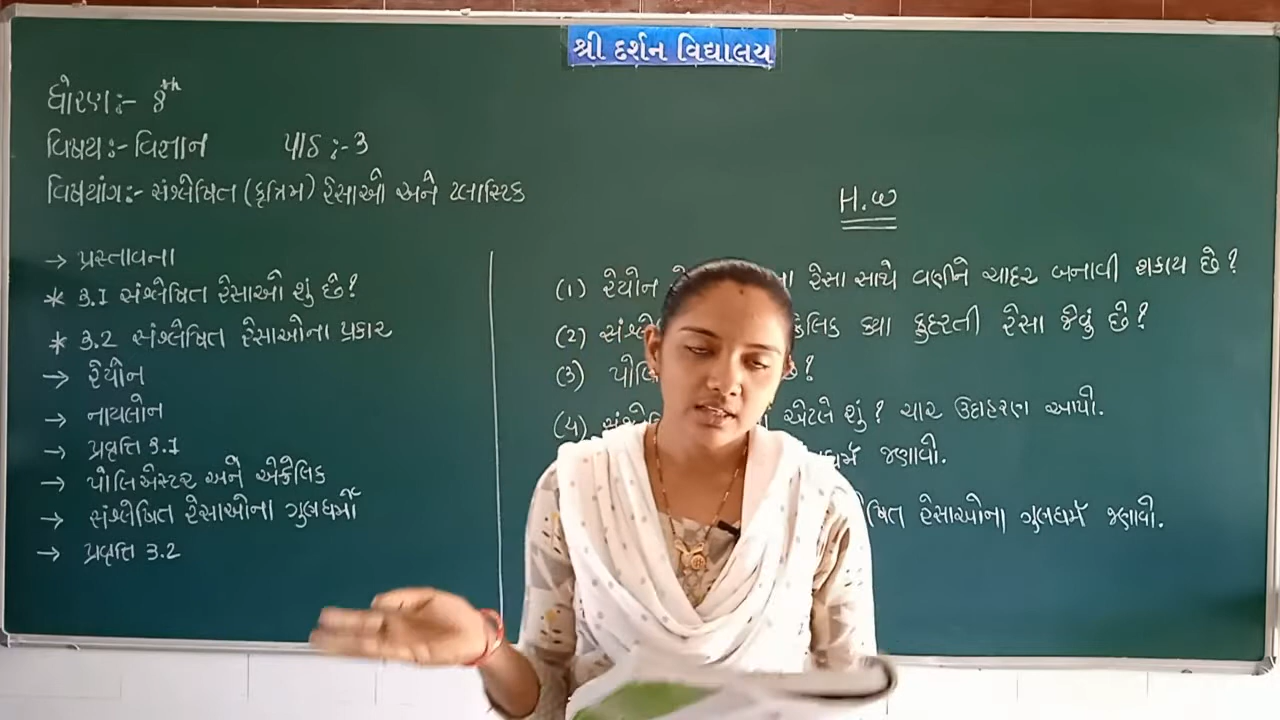 શ્રી દર્શન વિદ્યાલય
ધોરણઃ- 8th
વિષયઃ- વિજ્ઞાન પાઠ :- 3
વિષયાંગઃ- સંશ્લેષિત (કૃત્રિમ) રેસાઓ અને પ્લાસ્ટિક
→ પ્રસ્તાવના
* 3.1 સંશ્લેષિત રેસાઓ શું છે?
* 3.2 સંશ્લેષિત રેસાઓના પ્રકાર
→ રેયોન
→ નાયલોન
→ પ્રવૃત્તિ 3.1
→ પોલિએસ્ટર અને એક્રેલિક
→ સંશ્લેષિત રેસાઓના ગુણધર્મો
→ પ્રવૃત્તિ 3.2
H.W
(1) રેયોન રેસા સાથે વણીને ચાદર બનાવી શકાય છે?
(2) ક્યા કુદરતી રેસા જેવું છે?
(3) છે?
(4) એટલે શું? ચાર ઉદાહરણ આપો.
જણાવો.
રેસાઓના ગુણધર્મ જણાવો.